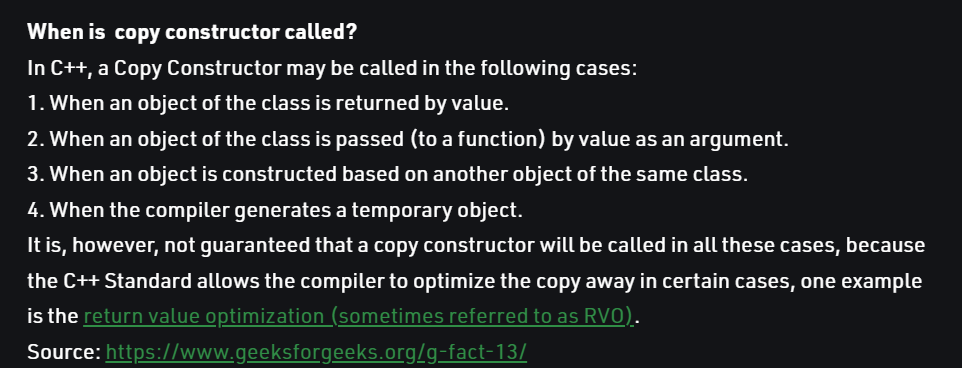 When is  copy constructor called?
In C++, a Copy Constructor may be called in the following cases:
1. When an object of the class is returned by value.
2. When an object of the class is passed (to a function) by value as an argument.
3. When an object is constructed based on another object of the same class.
4. When the compiler generates a temporary object.
It is, however, not guaranteed that a copy constructor will be called in all these cases, because
the C++ Standard allows the compiler to optimize the copy away in certain cases, one example
is the return value optimization (sometimes referred to as RVO).
Source: https://www.geeksforgeeks.org/g-fact-13/